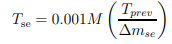 T_se = 0.001M (T_prev / Δm_se)